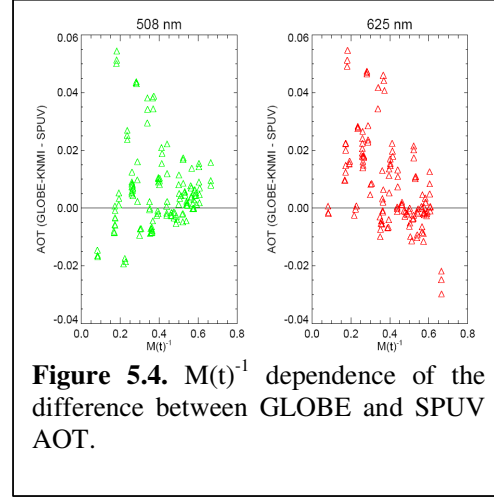 508 nm
625 nm
AOT (GLOBE-KNMI - SPUV)
0.06
0.04
0.02
0.00
-0.02
-0.04
0.0 0.2 0.4 0.6 0.8
M(t)⁻¹
AOT (GLOBE-KNMI - SPUV)
0.06
0.04
0.02
0.00
-0.02
-0.04
0.0 0.2 0.4 0.6 0.8
M(t)⁻¹
Figure 5.4. M(t)⁻¹ dependence of the
difference between GLOBE and SPUV
AOT.